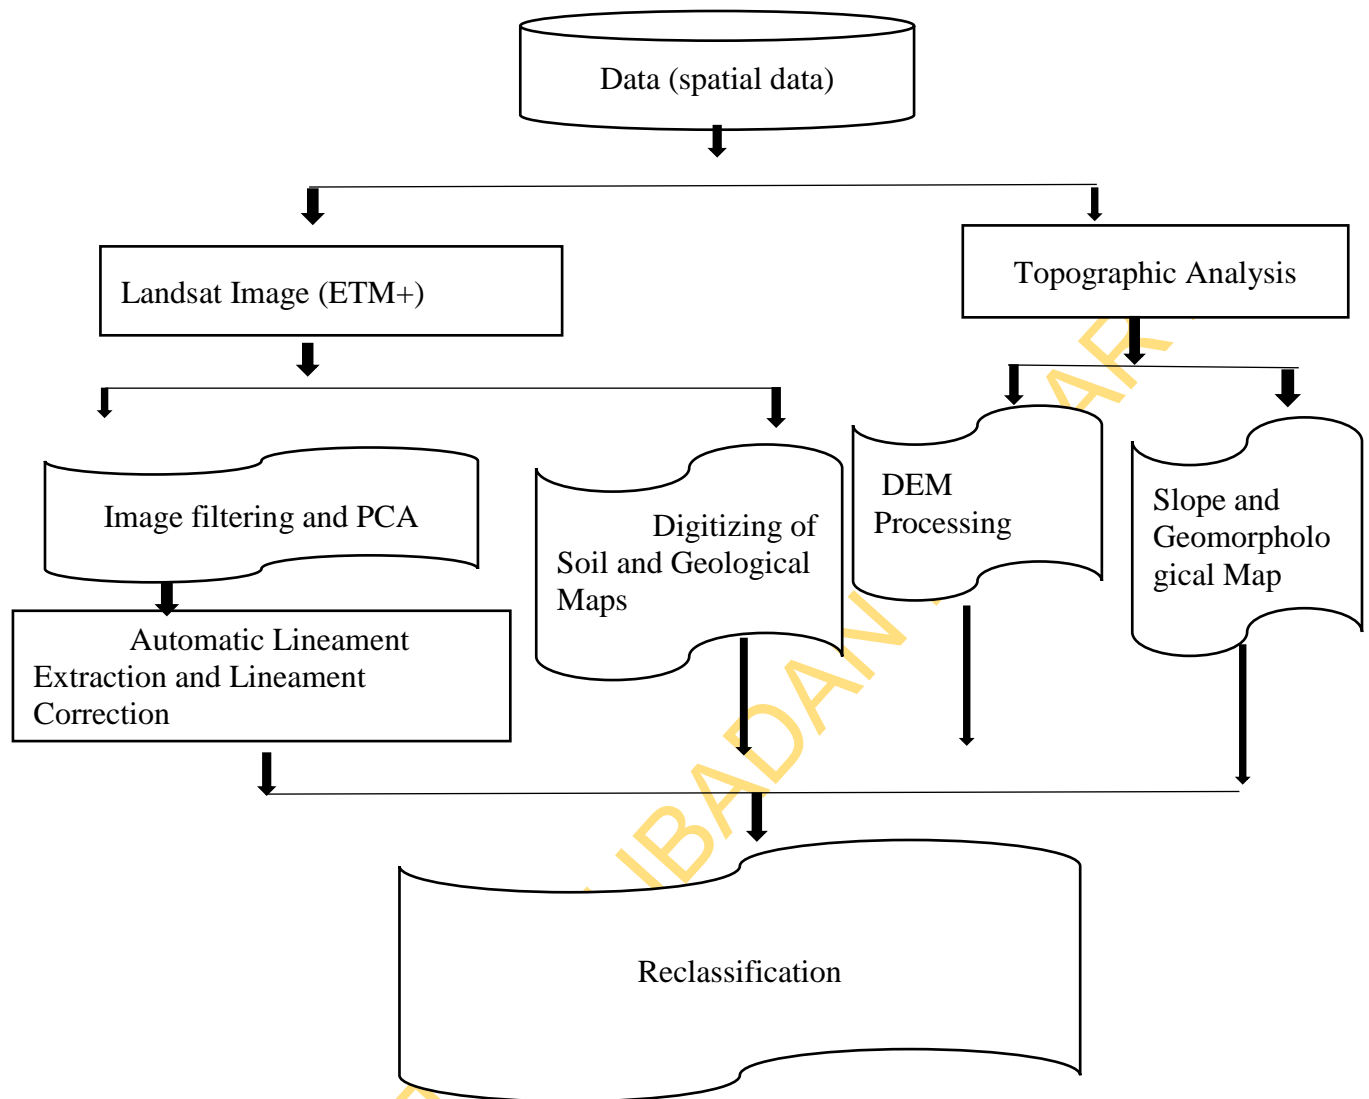 Data (spatial data)
Landsat Image (ETM+)
Topographic Analysis
Image filtering and PCA
Digitizing of
Soil and Geological
Maps
DEM
Processing
Slope and
Geomorpholo
gical Map
Automatic Lineament
Extraction and Lineament
Correction
Reclassification
IBADAN